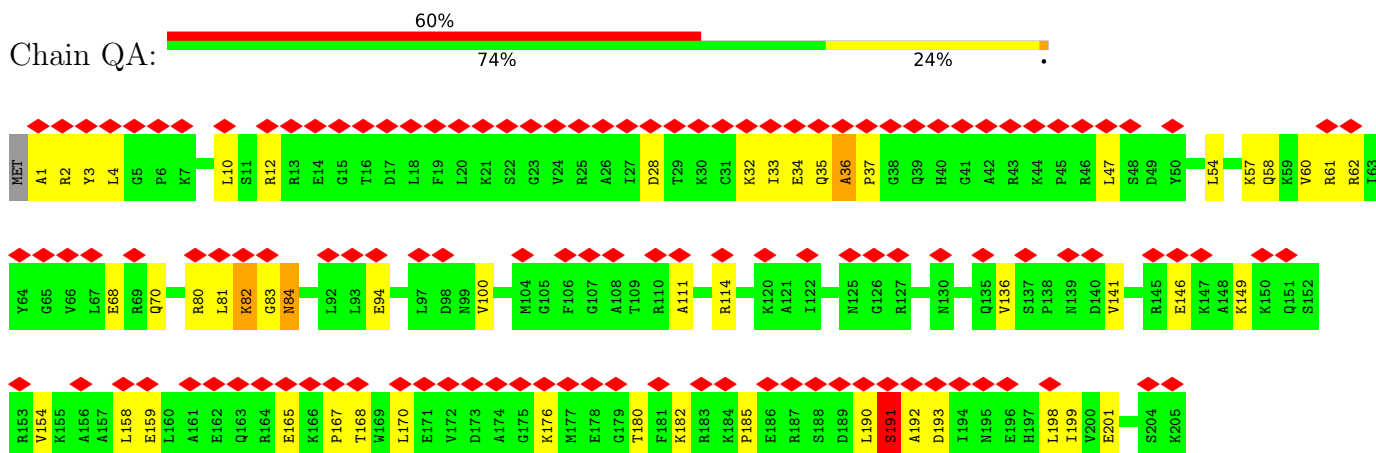 60%
Chain QA:
74% 24% •
MET A1 R2 Y3 L4 G5 P6 K7 L10 S11 R12 R13 E14 G15 T16 D17 L18 F19 L20 K21 S22 G23 V24 R25 A26 I27 D28 T29 K30 C31 K32 I33 E34 Q35 A36 P37 G38 Q39 H40 G41 A42 R43 K44 P45 R46 L47 S48 D49 Y50 L54 K57 Q58 K59 V60 R61 R62 I63
Y64 G65 V66 L67 E68 R69 Q70 R80 L81 K82 G83 N84 L92 L93 E94 L97 D98 N99 V100 M104 G105 F106 G107 A108 T109 R110 A111 R114 K120 A121 I122 N125 G126 R127 N130 Q135 V136 S137 P138 N139 D140 V141 R145 E146 K147 A148 K149 K150 Q151 S152
R153 V154 K155 A156 A157 L158 E159 L160 A161 E162 Q163 R164 E165 K166 P167 T168 W169 L170 E171 V172 D173 A174 G175 K176 M177 E178 G179 T180 F181 K182 R183 K184 P185 E186 R187 S188 D189 L190 S191 A192 D193 I194 N195 E196 H197 L198 I199 V200 E201 S204 K205